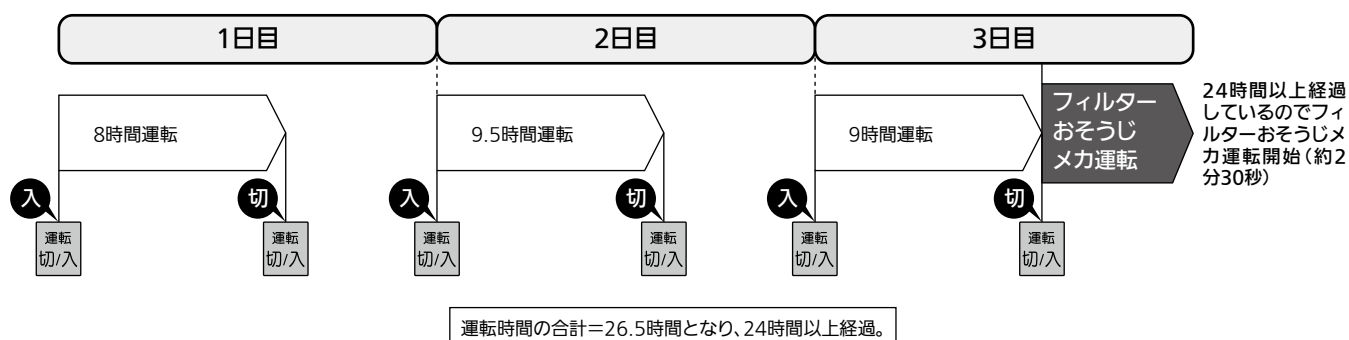 1日目
2日目
3日目
8時間運転
9.5時間運転
9時間運転
フィルター
おそうじ
メカ運転
24時間以上経過
しているのでフィ
ルターおそうじメ
カ運転開始(約2
分30秒)
入
切
入
切
入
切
運転
切/入
運転
切/入
運転
切/入
運転
切/入
運転
切/入
運転
切/入
運転時間の合計=26.5時間となり、24時間以上経過。